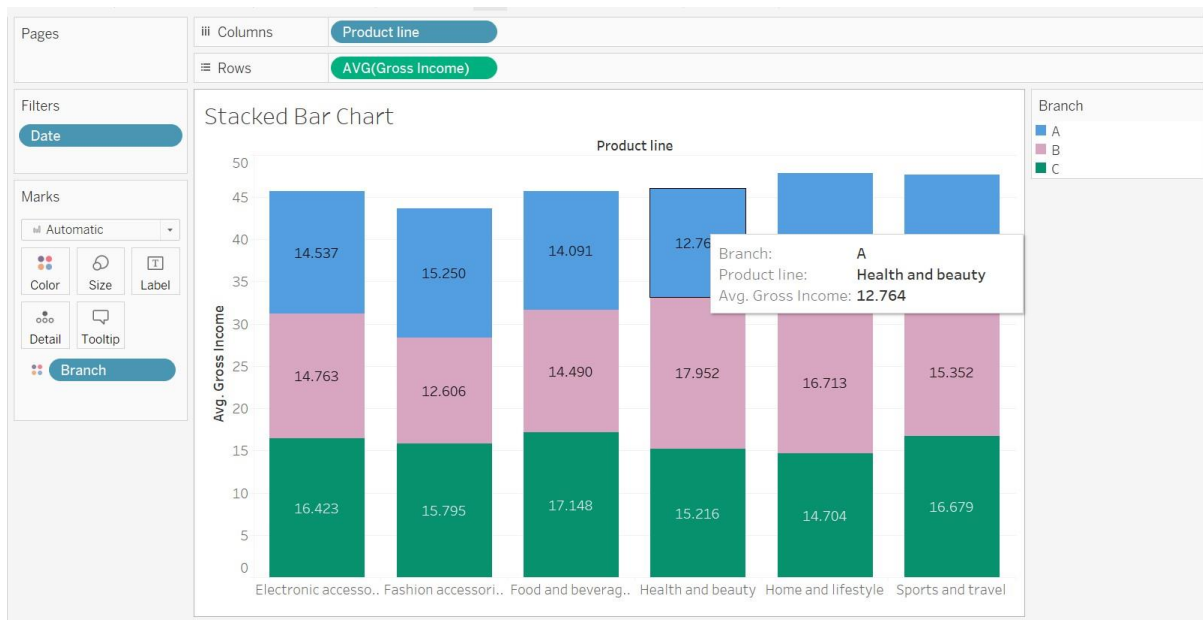 Pages
iii Columns
Product line
Rows
AVG(Gross Income)
Filters
Date
Marks
Automatic
Color
Size
Label
Detail
Tooltip
Branch
Stacked Bar Chart
Product line
Avg. Gross Income
50
45
40
35
30
25
20
15
10
5
0
14.537
15.250
14.091
12.76
14.763
12.606
14.490
17.952
16.713
15.352
16.423
15.795
17.148
15.216
14.704
16.679
Branch: A
Product line: Health and beauty
Avg. Gross Income: 12.764
Electronic accesso.. Fashion accessori.. Food and beverag.. Health and beauty Home and lifestyle Sports and travel
Branch
A
B
C